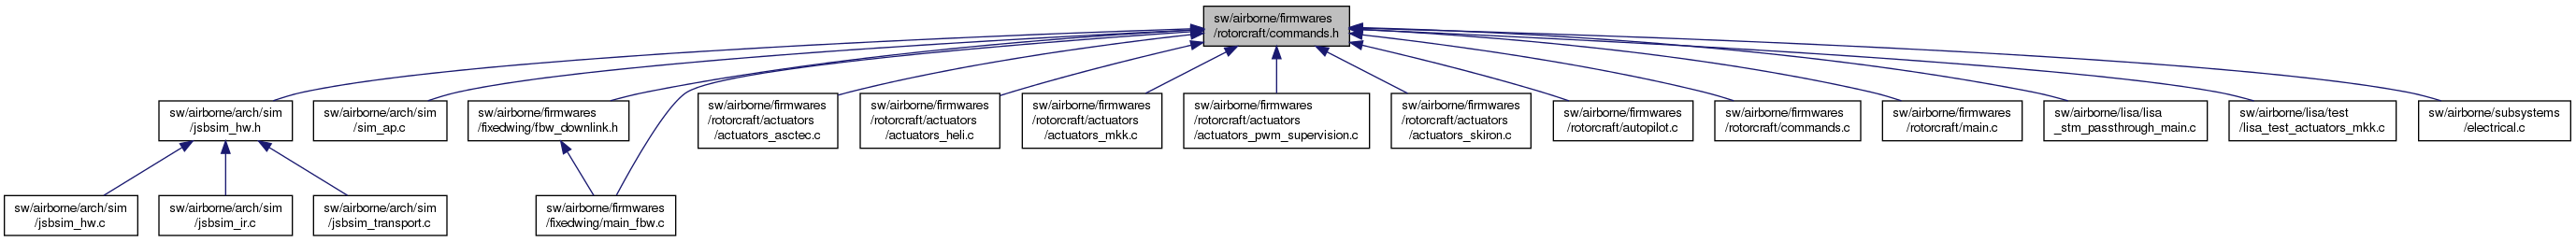 sw/airborne/firmwares
/rotorcraft/commands.h
sw/airborne/arch/sim
/jsbsim_hw.h
sw/airborne/arch/sim
/sim_ap.c
sw/airborne/firmwares
/fixedwing/fbw_downlink.h
sw/airborne/firmwares
/rotorcraft/actuators
/actuators_asctec.c
sw/airborne/firmwares
/rotorcraft/actuators
/actuators_heli.c
sw/airborne/firmwares
/rotorcraft/actuators
/actuators_mkk.c
sw/airborne/firmwares
/rotorcraft/actuators
/actuators_pwm_supervision.c
sw/airborne/firmwares
/rotorcraft/actuators
/actuators_skiron.c
sw/airborne/firmwares
/rotorcraft/autopilot.c
sw/airborne/firmwares
/rotorcraft/commands.c
sw/airborne/firmwares
/rotorcraft/main.c
sw/airborne/lisa/lisa
_stm_passthrough_main.c
sw/airborne/lisa/test
/lisa_test_actuators_mkk.c
sw/airborne/subsystems
/electrical.c
sw/airborne/arch/sim
/jsbsim_hw.c
sw/airborne/arch/sim
/jsbsim_ir.c
sw/airborne/arch/sim
/jsbsim_transport.c
sw/airborne/firmwares
/fixedwing/main_fbw.c